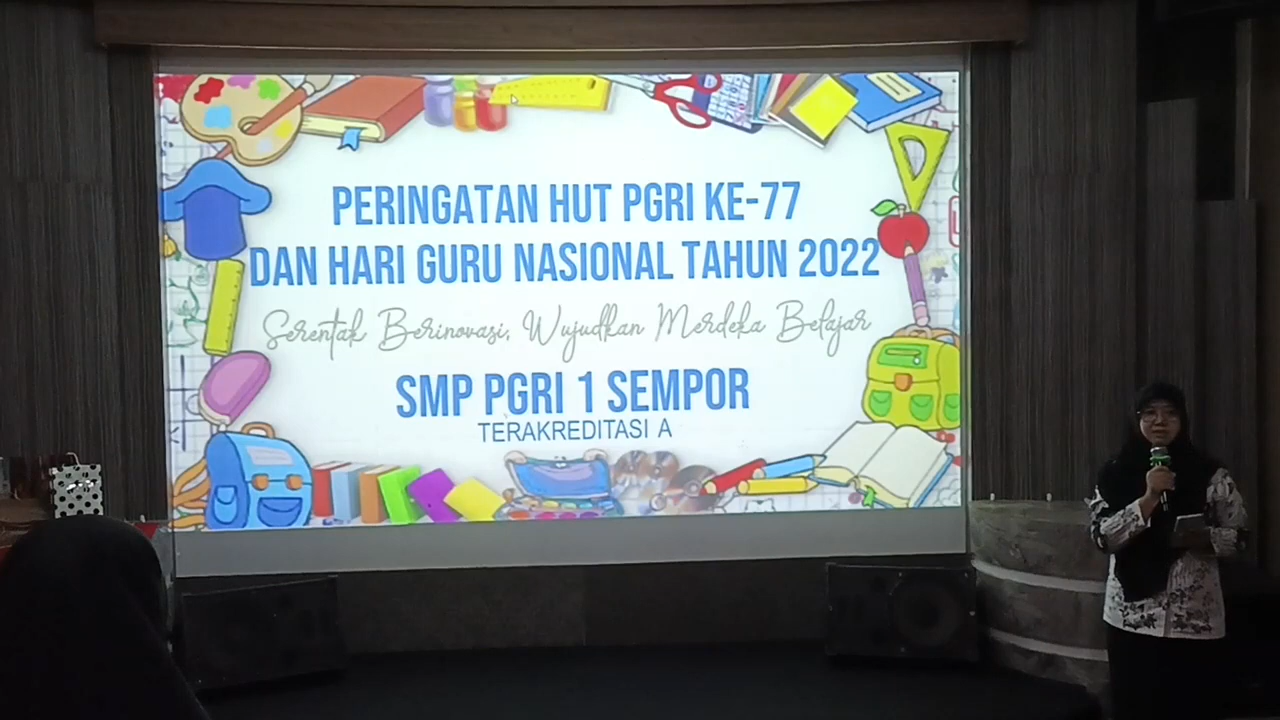 PERINGATAN HUT PGRI KE-77
DAN HARI GURU NASIONAL TAHUN 2022
Serentak Berinovasi, Wujudkan Merdeka Belajar
SMP PGRI 1 SEMPOR
TERAKREDITASI A